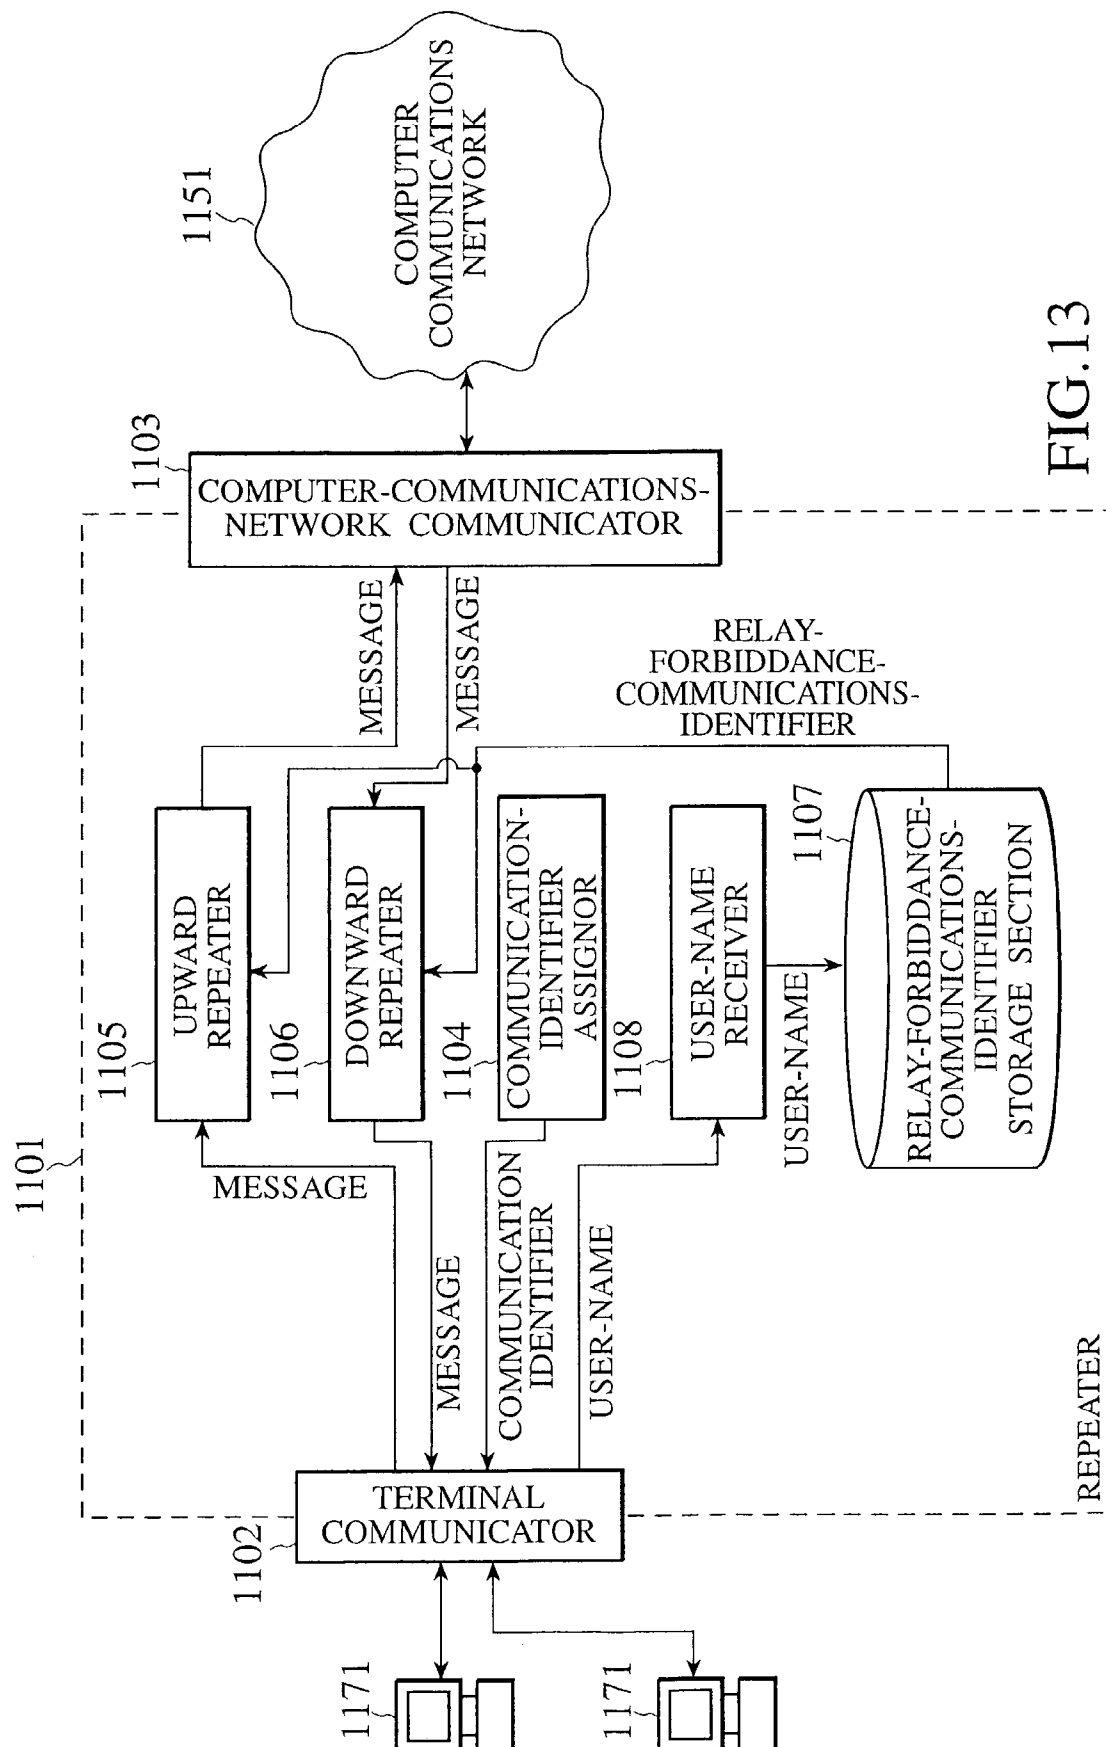 1101
1171
1171
1102
TERMINAL
COMMUNICATOR
MESSAGE
MESSAGE
COMMUNICATION
IDENTIFIER
USER-NAME
1105
UPWARD
REPEATER
1106
DOWNWARD
REPEATER
1104
COMMUNICATION-
IDENTIFIER
ASSIGNOR
1108
USER-NAME
RECEIVER
USER-NAME
1107
RELAY-FORBIDDANCE-
COMMUNICATIONS-
IDENTIFIER
STORAGE SECTION
MESSAGE
MESSAGE
RELAY-
FORBIDDANCE-
COMMUNICATIONS-
IDENTIFIER
1103
COMPUTER-COMMUNICATIONS-
NETWORK COMMUNICATOR
1151
COMPUTER
COMMUNICATIONS
NETWORK
REPEATER
FIG.13